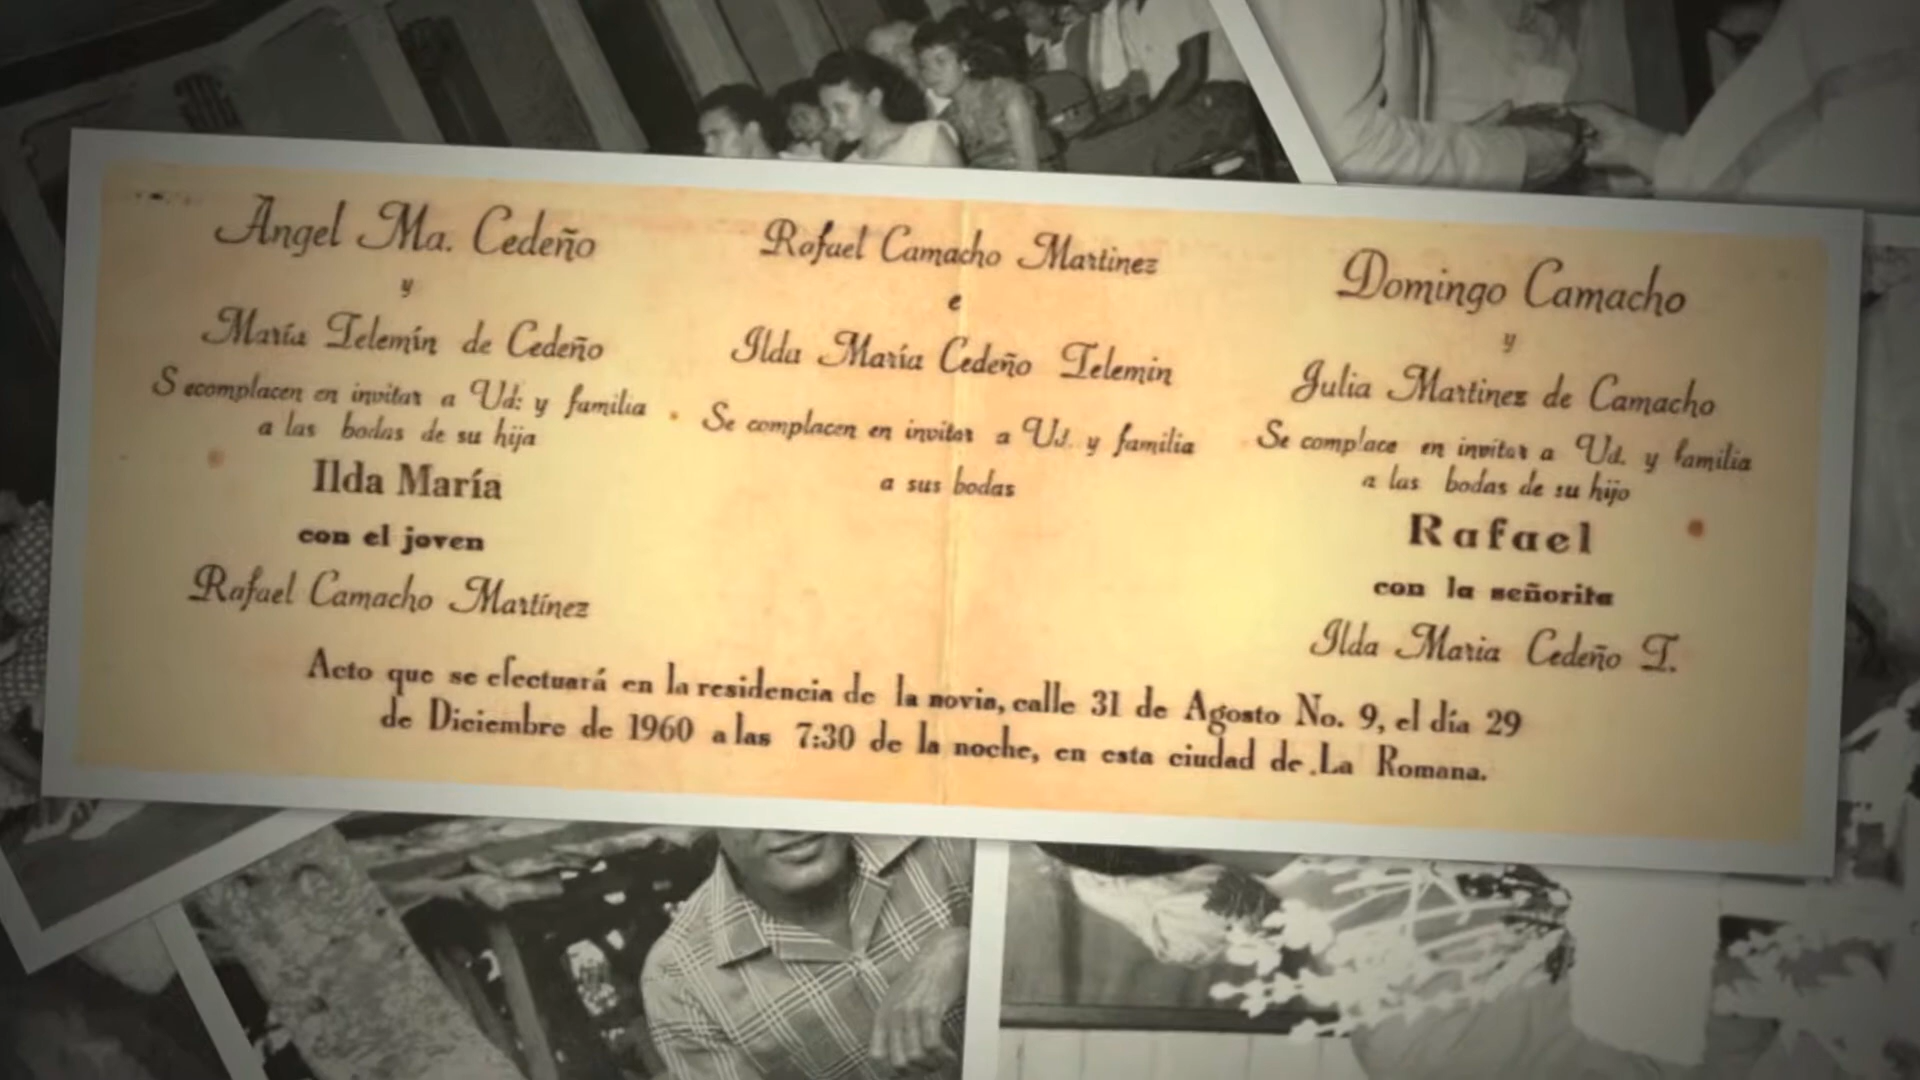 Angel Ma. Cedeño
y
María Telemín de Cedeño
S ecomplacen en invitar a Ud: y familia
a las bodas de su hija
Ilda María
con el joven
Rafael Camacho Martínez
Rafael Camacho Martinez
e
Ilda María Cedeño Telemin
Se complacen en invitar a Ud. y familia
a sus bodas
Domingo Camacho
y
Julia Martinez de Camacho
Se complace en invitar a Ud. y familia
a las bodas de su hijo
Rafael
con la señorita
Ilda Maria Cedeño T.
Acto que se efectuará en la residencia de la novia, calle 31 de Agosto No. 9, el día 29
de Diciembre de 1960 a las 7:30 de la noche, en esta ciudad de La Romana.